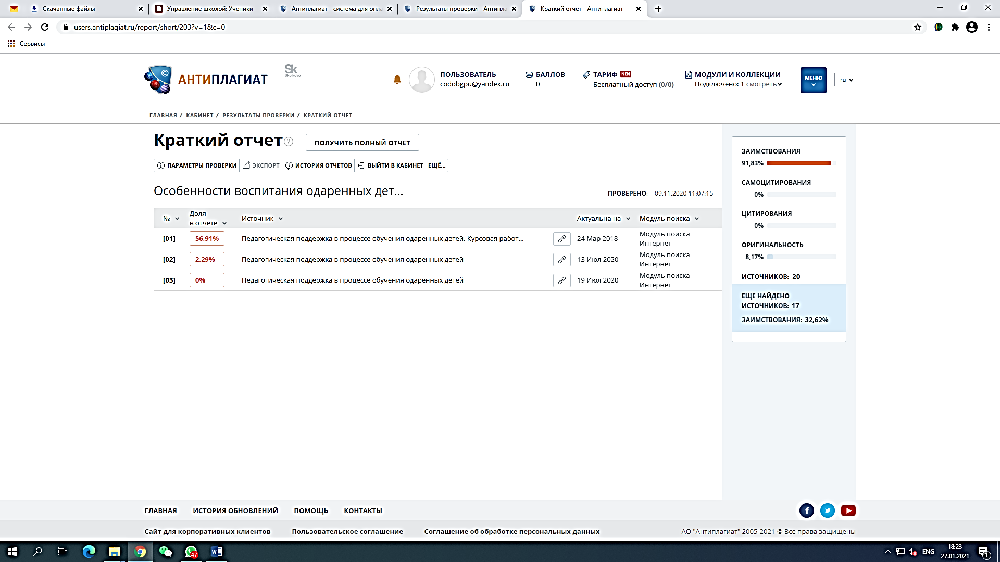 Скачанные файлы
Управление школой: Ученики –
Антиплагиат - система для онла
Результаты проверки - Антипла
Краткий отчет - Антиплагиат
users.antiplagiat.ru/report/short/203?v=1&c=0
Сервисы
АНТИПЛАГИАТ
Sk
Skolkovo
ПОЛЬЗОВАТЕЛЬ
codobgpu@yandex.ru
БАЛЛОВ
0
ТАРИФ NEW
Бесплатный доступ (0/0)
МОДУЛИ И КОЛЛЕКЦИИ
Подключено: 1 смотреть
МЕНЮ
ru
ГЛАВНАЯ / КАБИНЕТ / РЕЗУЛЬТАТЫ ПРОВЕРКИ / КРАТКИЙ ОТЧЕТ
Краткий отчет ?
ПОЛУЧИТЬ ПОЛНЫЙ ОТЧЕТ
ПАРАМЕТРЫ ПРОВЕРКИ ЭКСПОРТ ИСТОРИЯ ОТЧЕТОВ ВЫЙТИ В КАБИНЕТ ЕЩЁ...
Особенности воспитания одаренных дет...
ПРОВЕРЕНО: 09.11.2020 11:07:15
№ Доля в отчете Источник Актуальна на Модуль поиска
[01] 56,91% Педагогическая поддержка в процессе обучения одаренных детей. Курсовая работ... 24 Мар 2018 Модуль поиска Интернет
[02] 2,29% Педагогическая поддержка в процессе обучения одаренных детей 13 Июл 2020 Модуль поиска Интернет
[03] 0% Педагогическая поддержка в процессе обучения одаренных детей 19 Июл 2020 Модуль поиска Интернет
ЗАИМСТВОВАНИЯ
91,83%
САМОЦИТИРОВАНИЯ
0%
ЦИТИРОВАНИЯ
0%
ОРИГИНАЛЬНОСТЬ
8,17%
ИСТОЧНИКОВ: 20
ЕЩЕ НАЙДЕНО
ИСТОЧНИКОВ: 17
ЗАИМСТВОВАНИЯ: 32,62%
ГЛАВНАЯ ИСТОРИЯ ОБНОВЛЕНИЙ ПОМОЩЬ КОНТАКТЫ
Сайт для корпоративных клиентов Пользовательское соглашение Соглашение об обработке персональных данных
АО "Антиплагиат" 2005-2021 © Все права защищены
47
ENG
18:23
27.01.2021
1